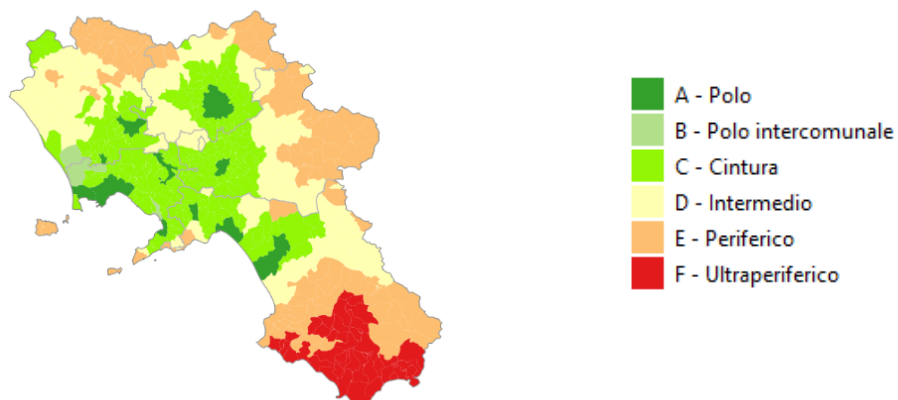 A - Polo
B - Polo intercomunale
C - Cintura
D - Intermedio
E - Periferico
F - Ultraperiferico